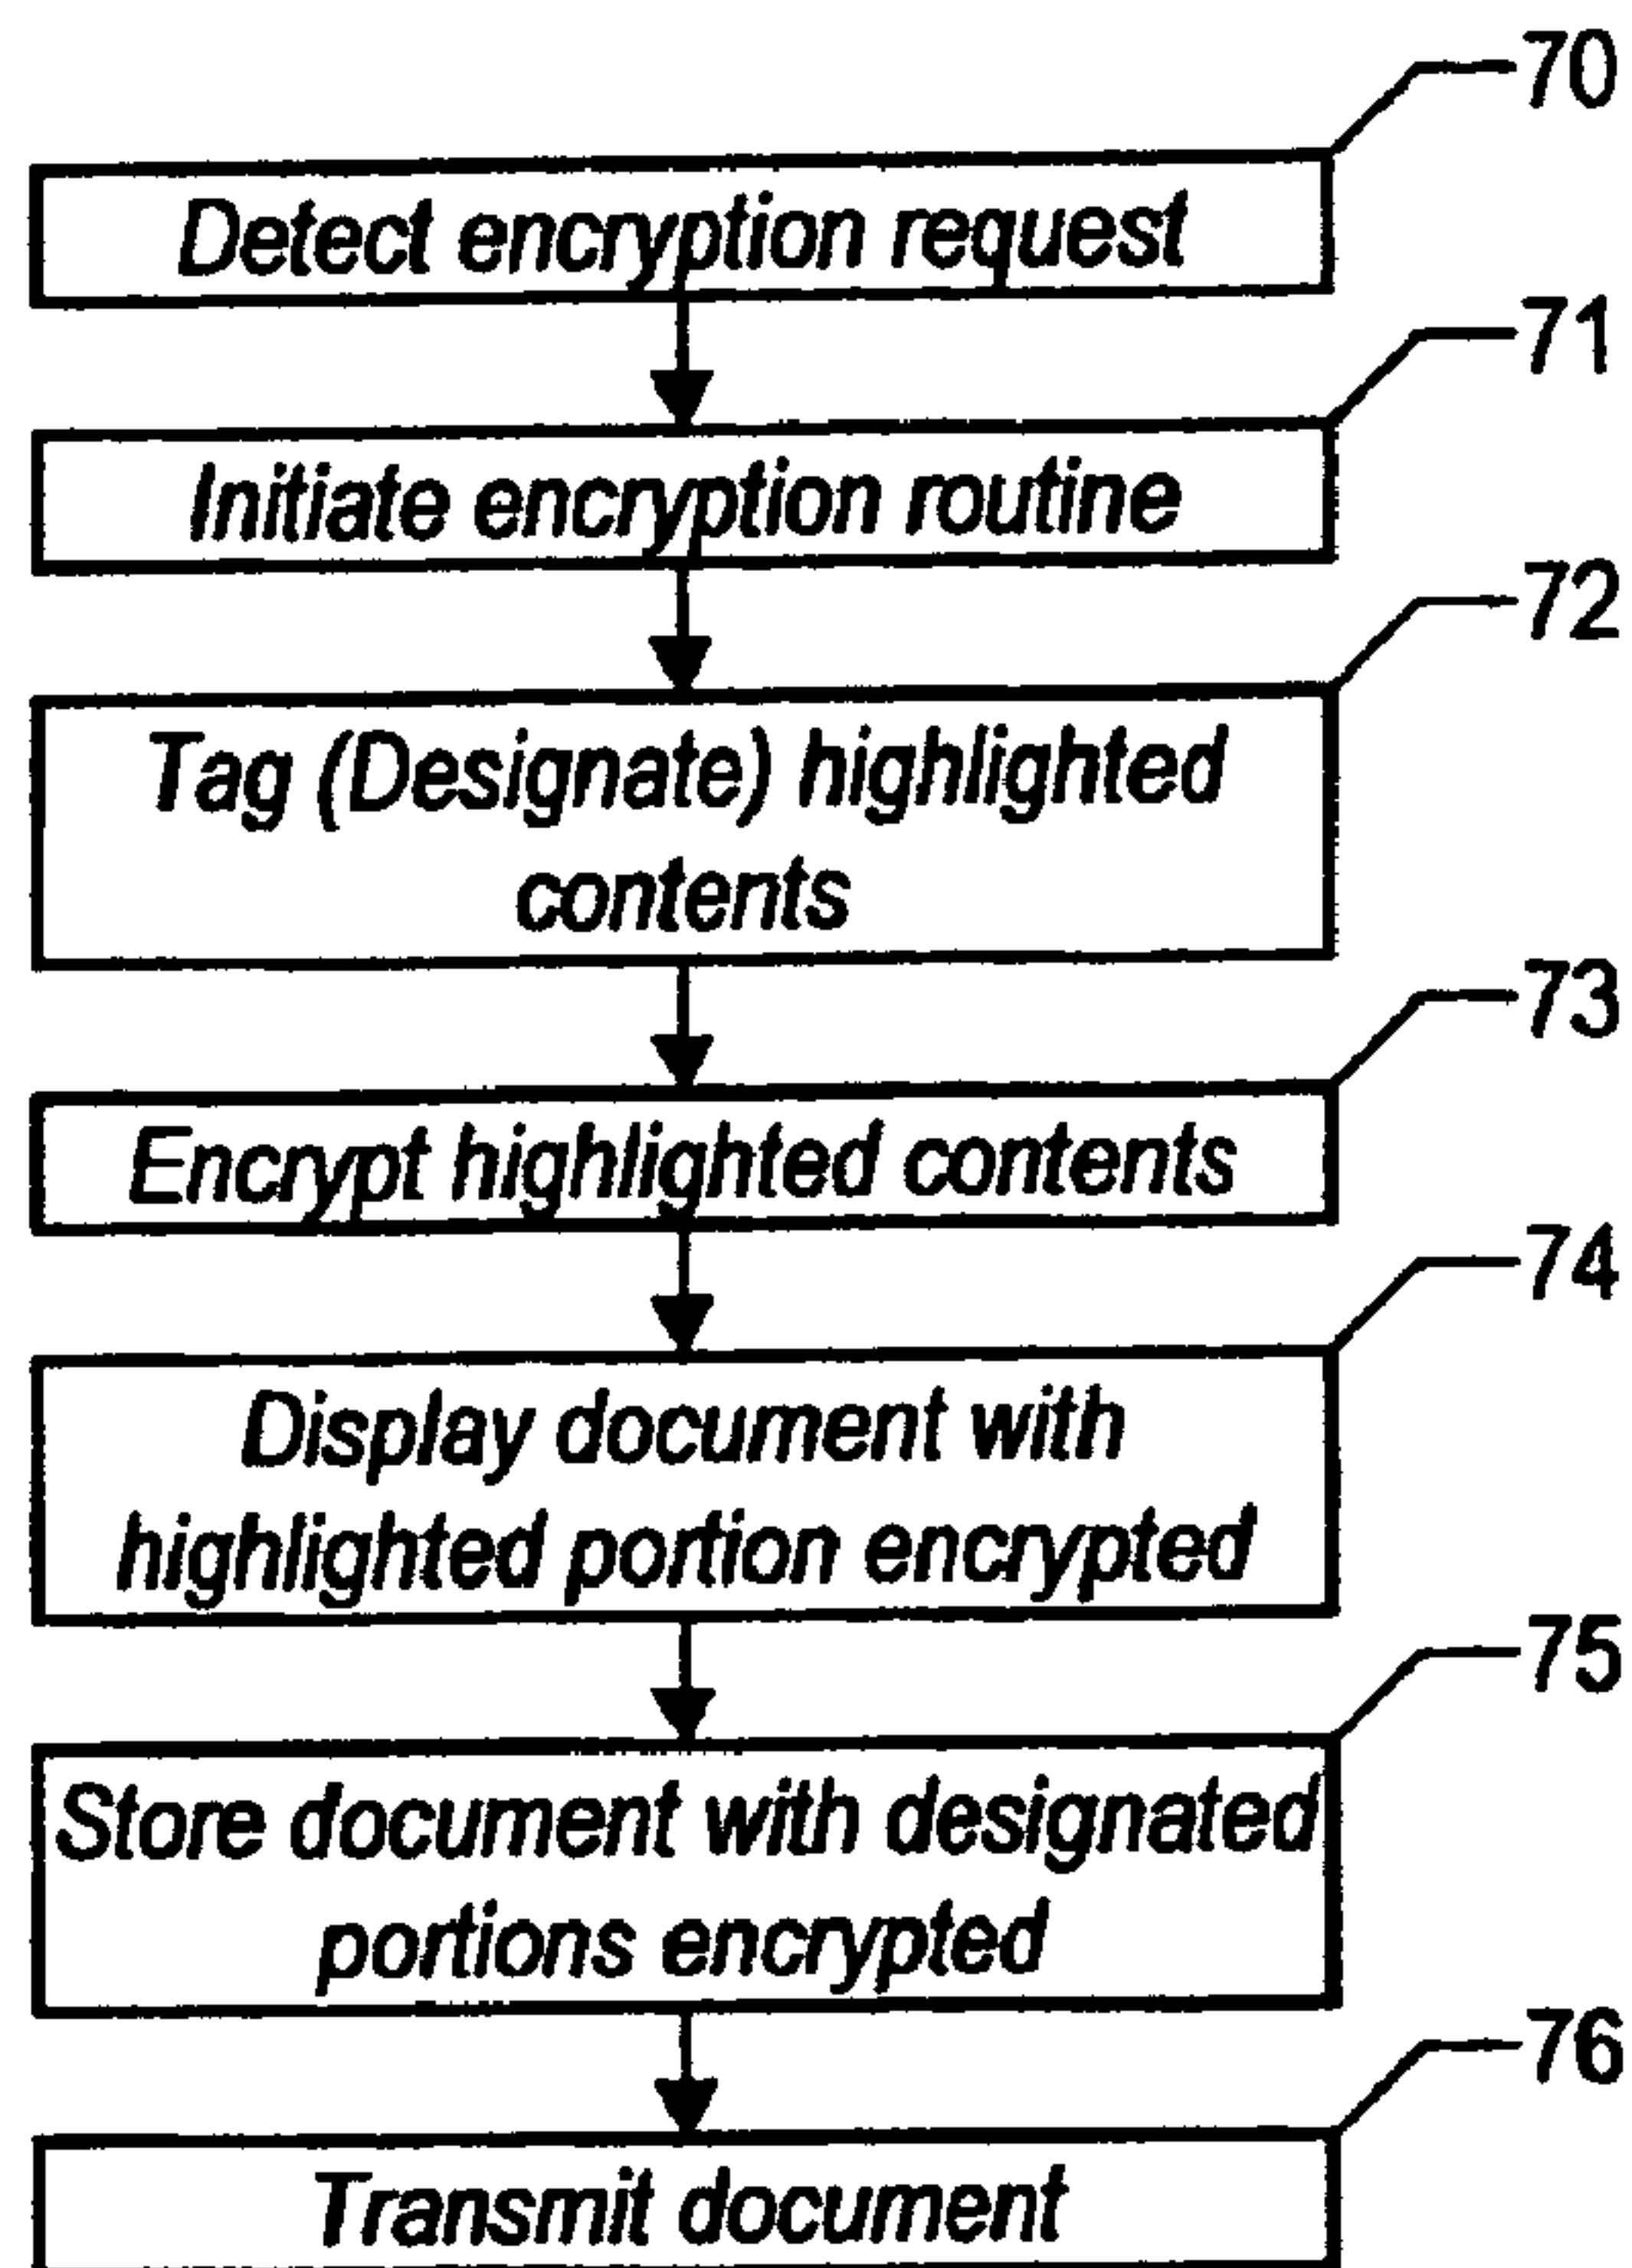 70
Detect encryption request
71
Initiate encryption routine
72
Tag (Designate) highlighted
contents
73
Encrypt highlighted contents
74
Display document with
highlighted portion encrypted
75
Store document with designated
portions encrypted
76
Transmit document